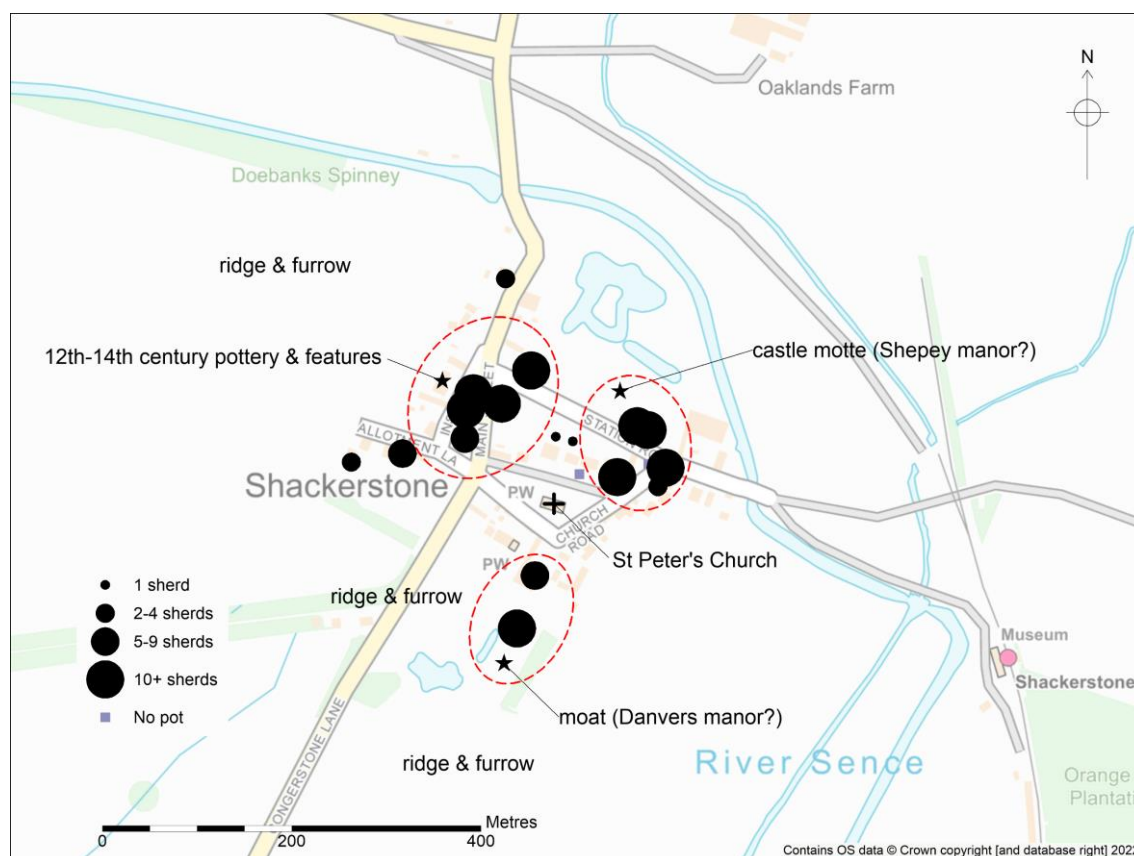 N
Oaklands Farm
Doebanks Spinney
ridge & furrow
12th-14th century pottery & features
castle motte (Shepey manor?)
MAIN
STATION
ALLOTMENT LA
Shackerstone
PW
CHURCH
ROAD
St Peter's Church
PW
1 sherd
2-4 sherds
5-9 sherds
10+ sherds
No pot
ridge & furrow
Museum
Shackerstone
moat (Danvers manor?)
ridge & furrow
River Sence
Orange
Plantati
CONGERSTONE LANE
Metres
0
200
400
Contains OS data © Crown copyright [and database right] 2022